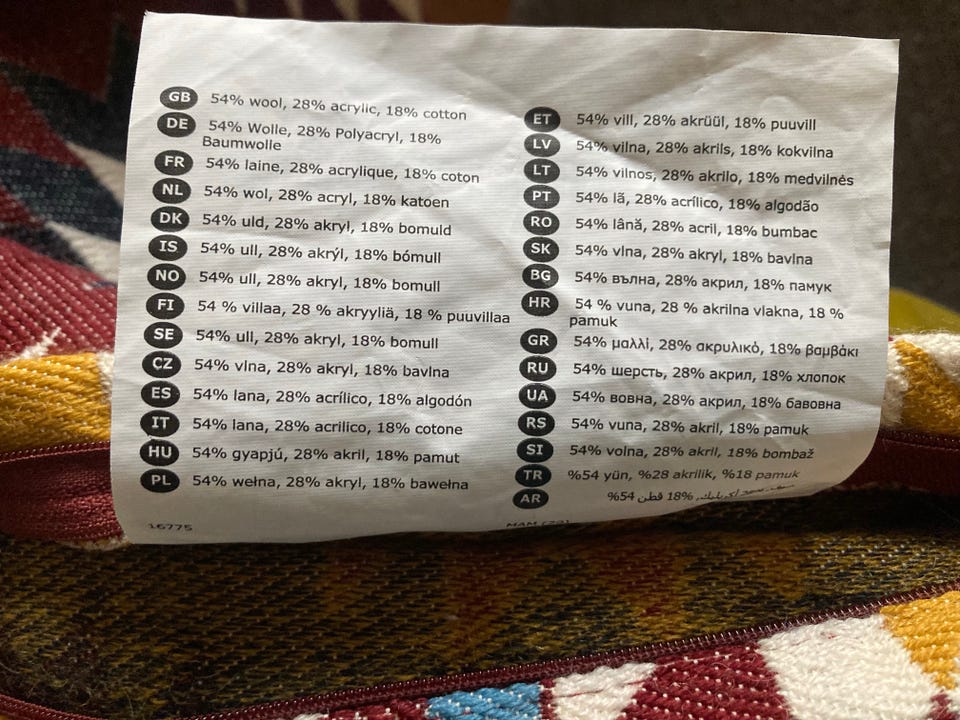 GB 54% wool, 28% acrylic, 18% cotton
DE 54% Wolle, 28% Polyacryl, 18%
Baumwolle
FR 54% laine, 28% acrylique, 18% coton
NL 54% wol, 28% acryl, 18% katoen
DK 54% uld, 28% akryl, 18% bomuld
IS 54% ull, 28% akrýl, 18% bómull
NO 54% ull, 28% akryl, 18% bomull
FI 54 % villaa, 28 % akryyliä, 18 % puuvillaa
SE 54% ull, 28% akryl, 18% bomull
CZ 54% vlna, 28% akryl, 18% bavlna
ES 54% lana, 28% acrílico, 18% algodón
IT 54% lana, 28% acrilico, 18% cotone
HU 54% gyapjú, 28% akril, 18% pamut
PL 54% wełna, 28% akryl, 18% bawełna
16775
ET 54% vill, 28% akrüül, 18% puuvill
LV 54% vilna, 28% akrils, 18% kokvilna
LT 54% vilnos, 28% akrilo, 18% medvilnės
PT 54% lã, 28% acrílico, 18% algodão
RO 54% lână, 28% acril, 18% bumbac
SK 54% vlna, 28% akryl, 18% bavlna
BG 54% вълна, 28% акрил, 18% памук
HR 54 % vuna, 28 % akrilna vlakna, 18 %
pamuk
GR 54% μαλλί, 28% ακρυλικό, 18% βαμβάκι
RU 54% шерсть, 28% акрил, 18% хлопок
UA 54% вовна, 28% акрил, 18% бавовна
RS 54% vuna, 28% akril, 18% pamuk
SI 54% volna, 28% akril, 18% bombaž
TR %54 yün, %28 akrilik, %18 pamuk
AR %54 قطن 18%